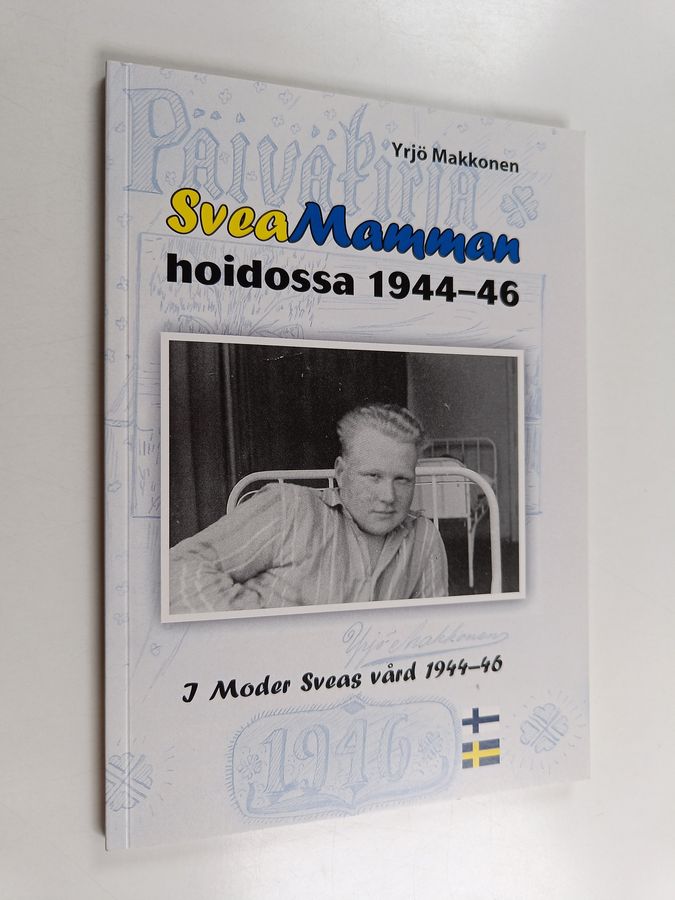 Päiväkirja
Yrjö Makkonen
SveaMamman
hoidossa 1944–46
Yrjö Makkonen
I Moder Sveas vård 1944–46
1946